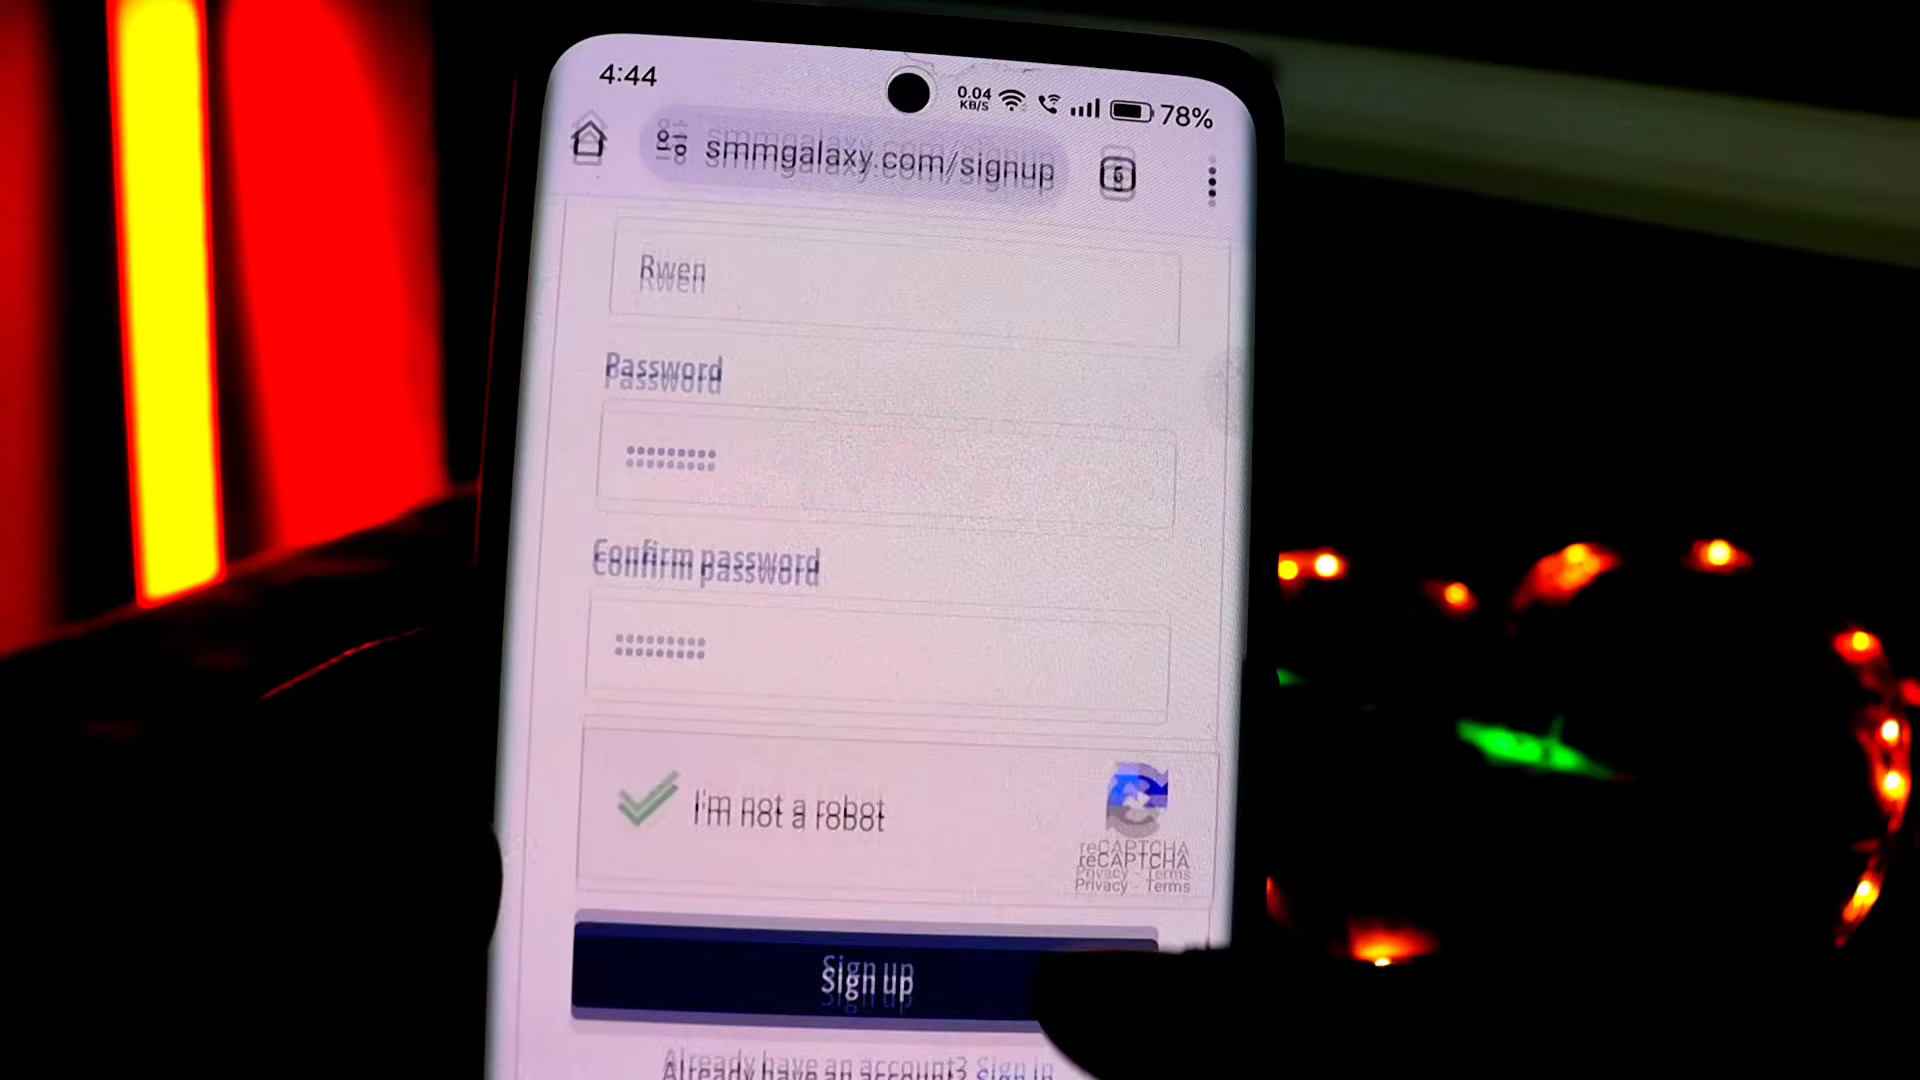 4:44
0.04
KB/S
78%
smmgalaxy.com/signup
6
Rwen
Password
Confirm password
I'm not a robot
reCAPTCHA
Privacy - Terms
Sign up
Already have an account? Sign in